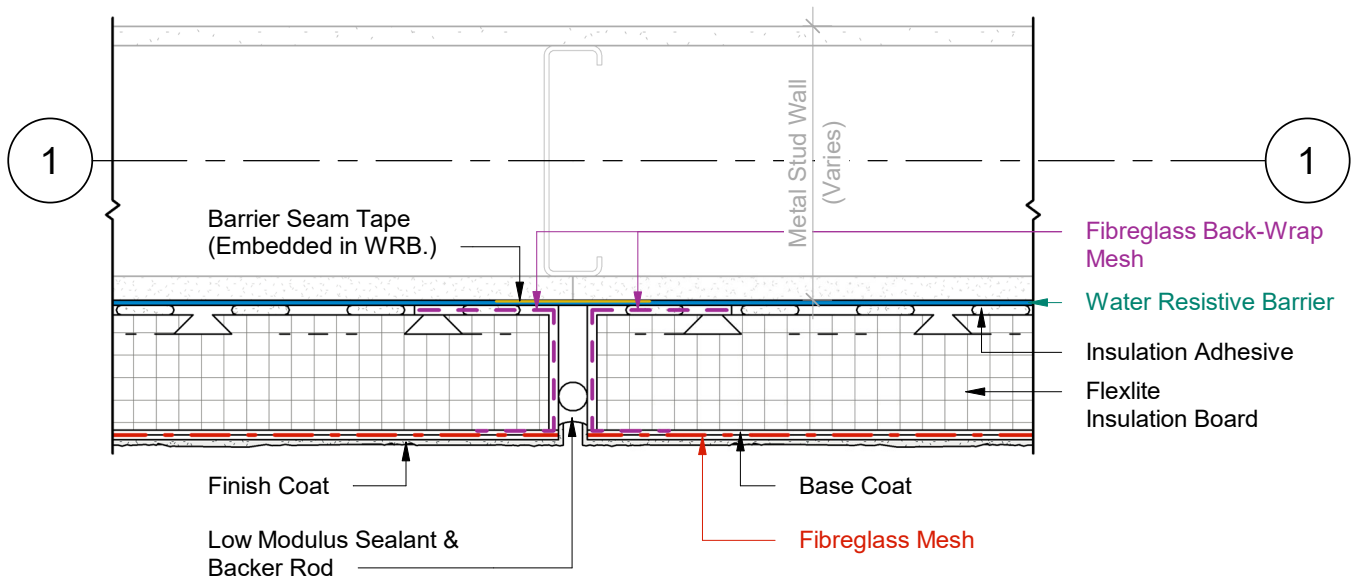 1
1
Metal Stud Wall
(Varies)
Barrier Seam Tape
(Embedded in WRB.)
Fibreglass Back-Wrap
Mesh
Water Resistive Barrier
Insulation Adhesive
Flexlite
Insulation Board
Finish Coat
Base Coat
Low Modulus Sealant &
Backer Rod
Fibreglass Mesh